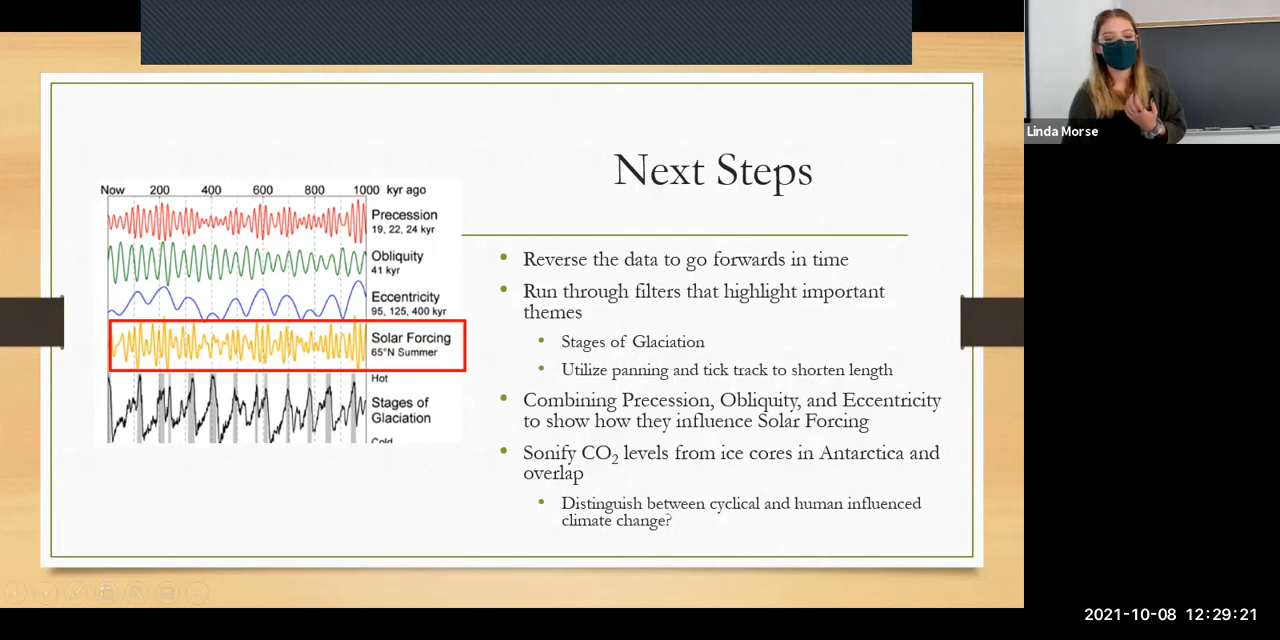 Next Steps
Now 200 400 600 800 1000 kyr ago
Precession
19, 22, 24 kyr
Obliquity
41 kyr
Eccentricity
95, 125, 400 kyr
Solar Forcing
65°N Summer
Hot
Stages of
Glaciation
Cold
Reverse the data to go forwards in time
Run through filters that highlight important
themes
Stages of Glaciation
Utilize panning and tick track to shorten length
Combining Precession, Obliquity, and Eccentricity
to show how they influence Solar Forcing
Sonify CO₂ levels from ice cores in Antarctica and
overlap
Distinguish between cyclical and human influenced
climate change?
Linda Morse
2021-10-08 12:29:21